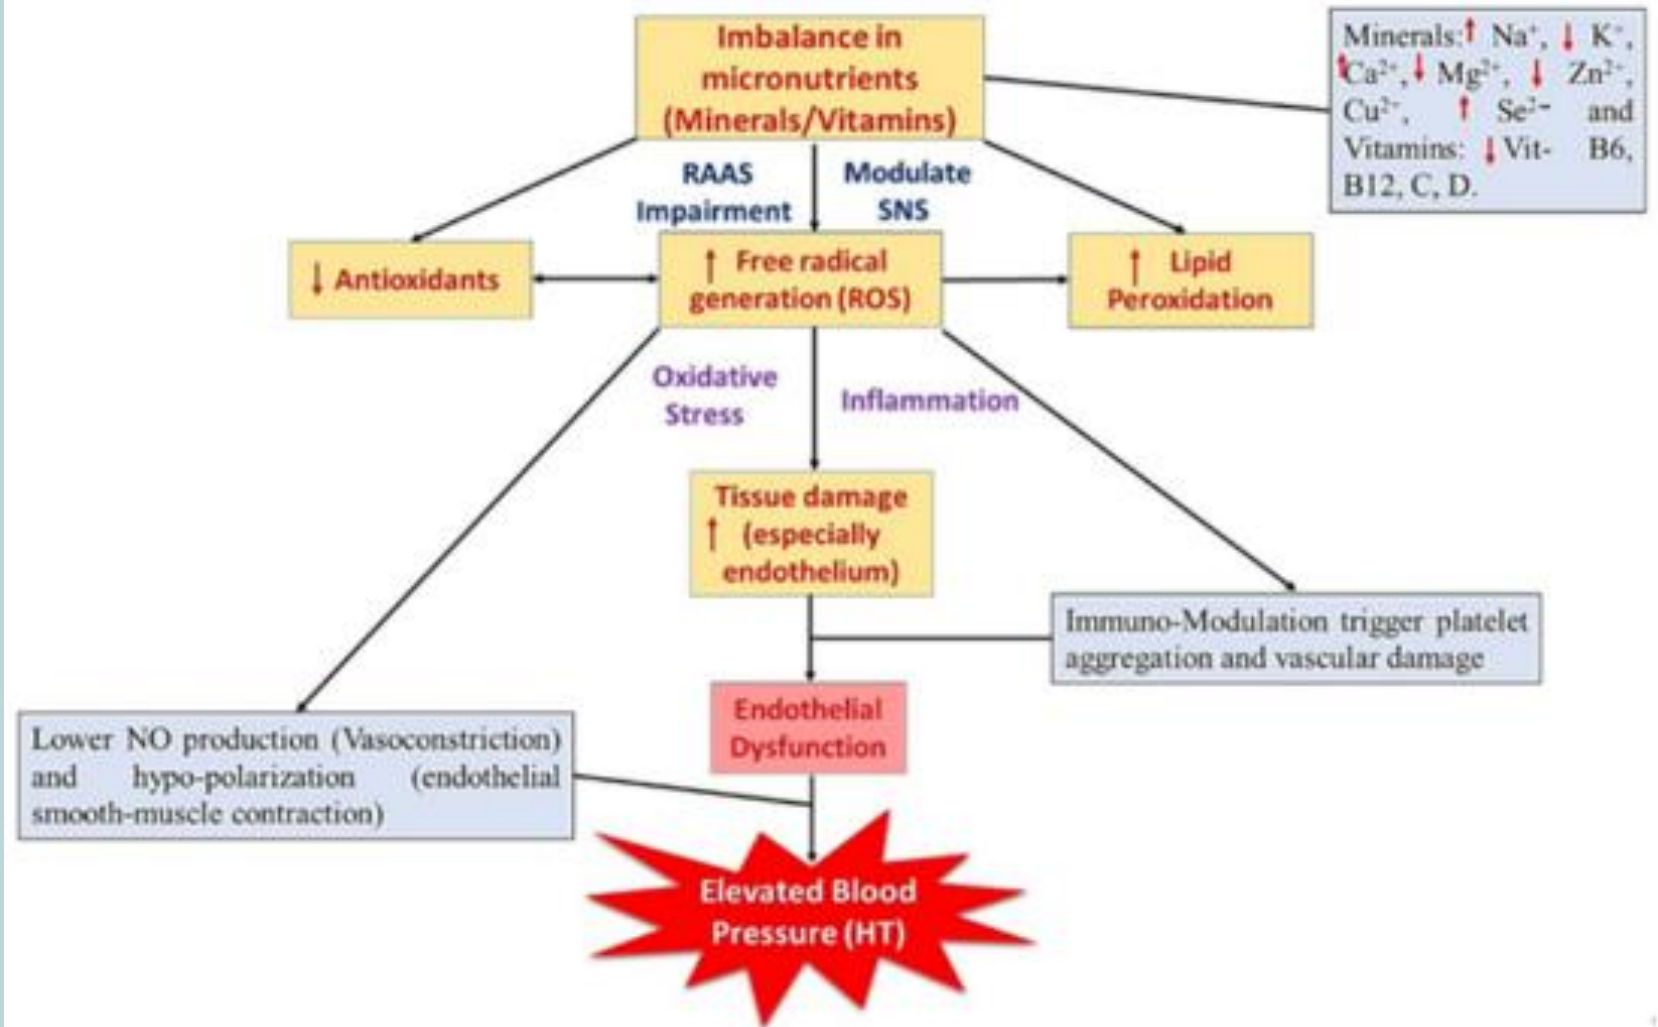 Imbalance in
micronutrients
(Minerals/Vitamins)
Minerals:↑ Na⁺, ↓ K⁺,
↑Ca²⁺,↓ Mg²⁺, ↓ Zn²⁺,
Cu²⁺, ↑ Se²⁻ and
Vitamins: ↓Vit- B6,
B12, C, D.
RAAS
Impairment
Modulate
SNS
↓ Antioxidants
↑ Free radical
generation (ROS)
↑ Lipid
Peroxidation
Oxidative
Stress
Inflammation
Tissue damage
↑ (especially
endothelium)
Immuno-Modulation trigger platelet
aggregation and vascular damage
Endothelial
Dysfunction
Lower NO production (Vasoconstriction)
and hypo-polarization (endothelial
smooth-muscle contraction)
Elevated Blood
Pressure (HT)